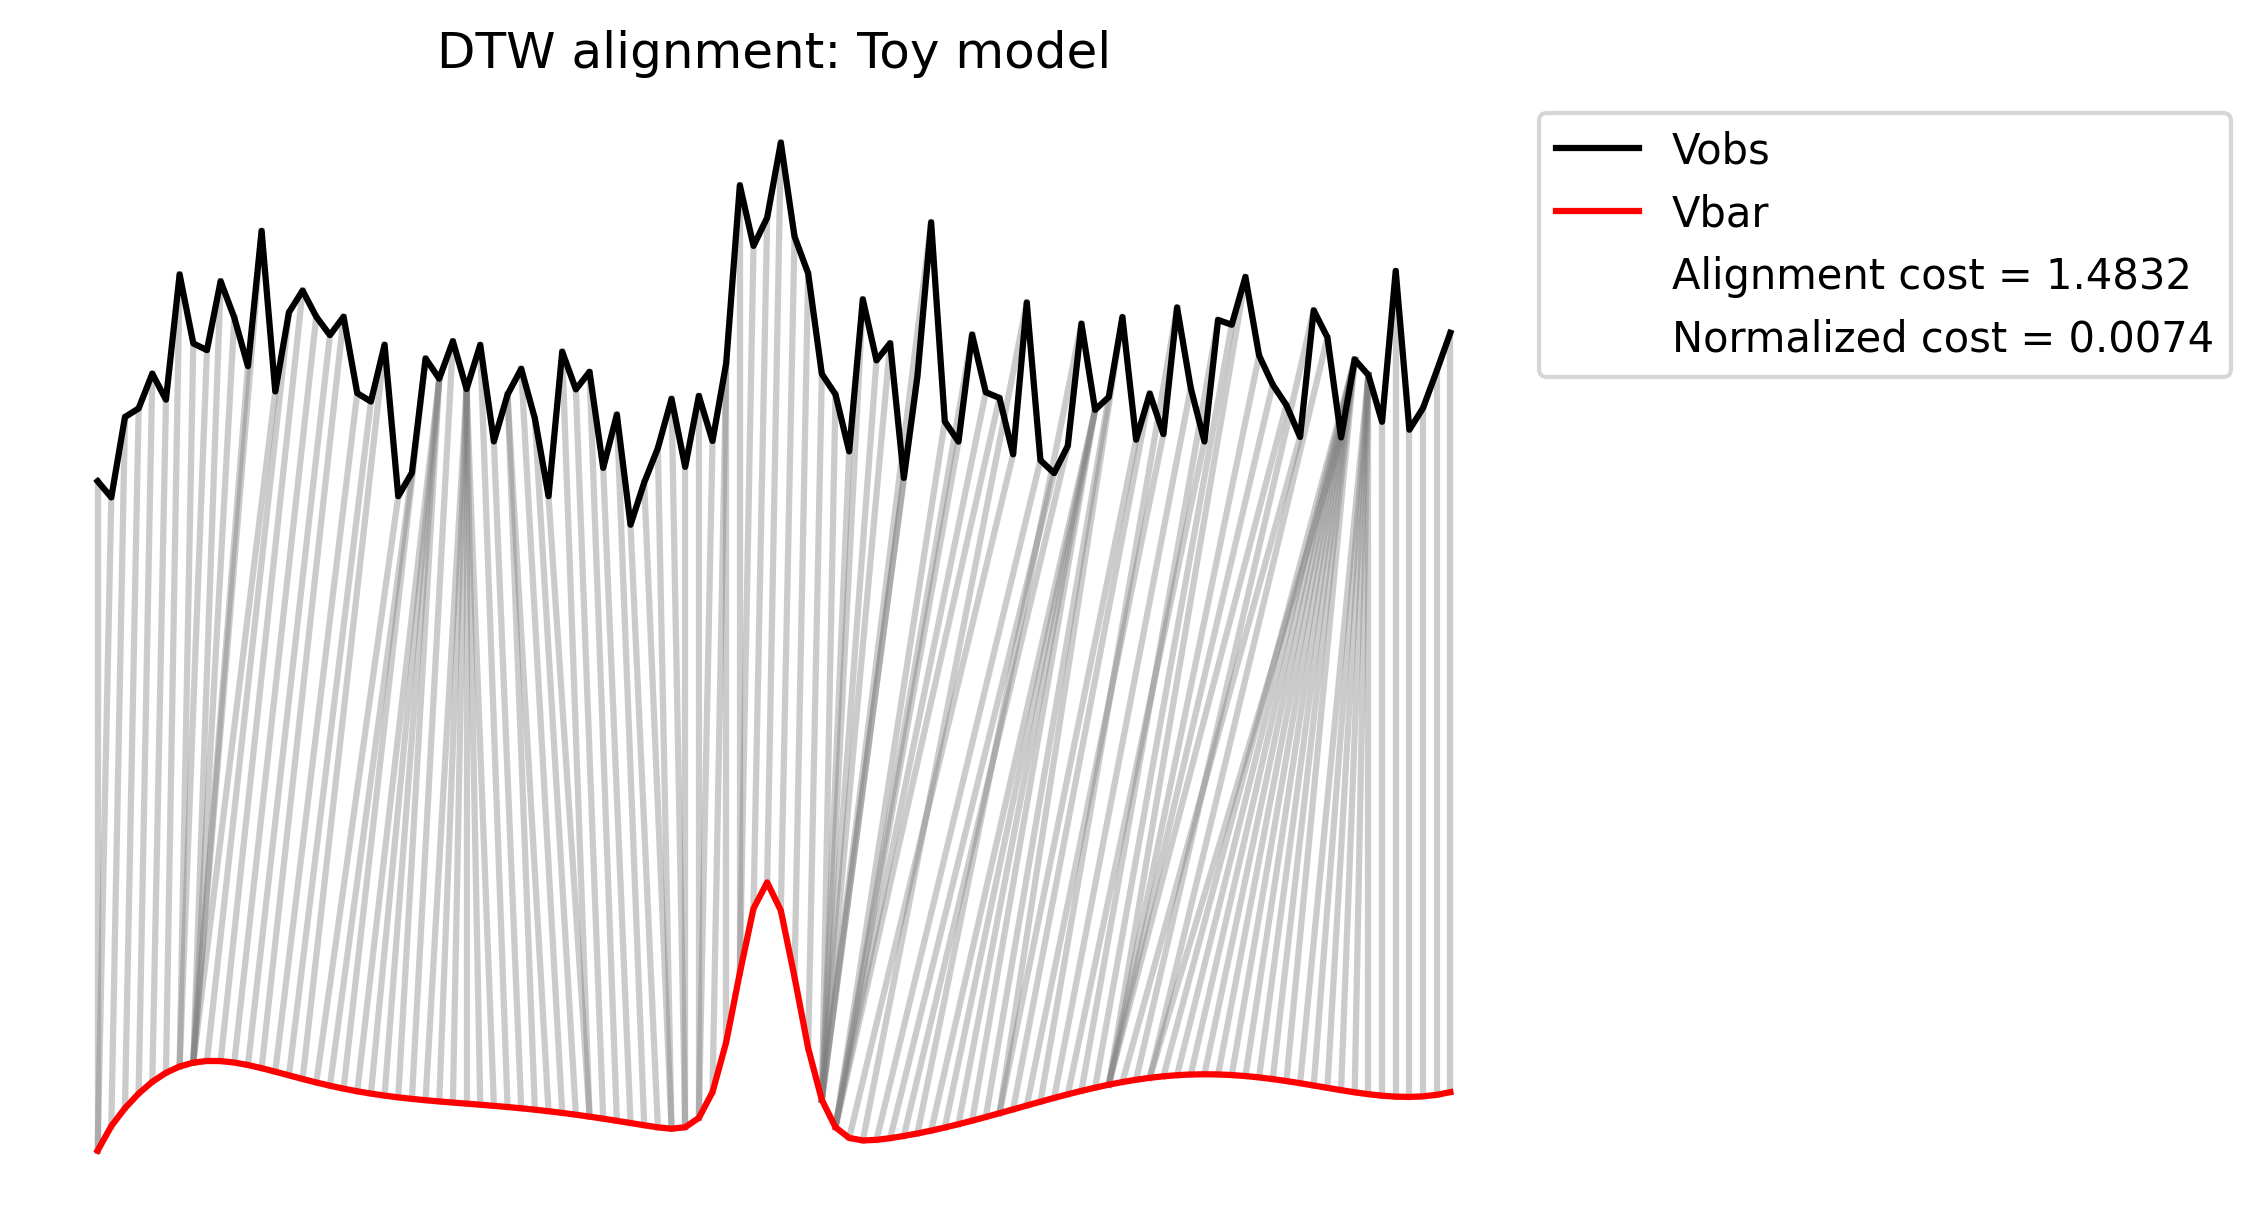 DTW alignment: Toy model
Vobs
Vbar
Alignment cost = 1.4832
Normalized cost = 0.0074